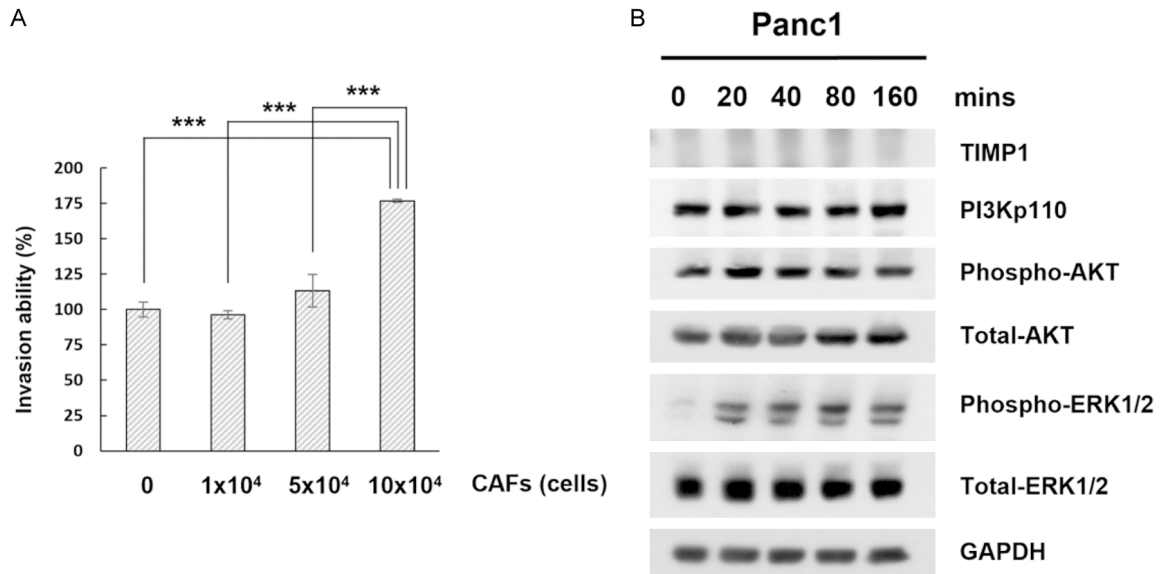 A
***
***
***
200
175
150
125
100
75
50
25
0
Invasion ability (%)
0 1x10⁴ 5x10⁴ 10x10⁴ CAFs (cells)
B
Panc1
0 20 40 80 160 mins
TIMP1
PI3Kp110
Phospho-AKT
Total-AKT
Phospho-ERK1/2
Total-ERK1/2
GAPDH